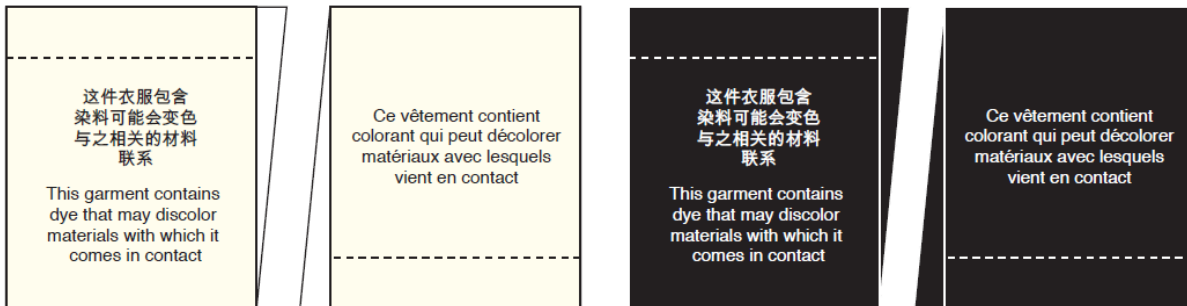 这件衣服包含
染料可能会变色
与之相关的材料
联系
This garment contains
dye that may discolor
materials with which it
comes in contact
Ce vêtement contient
colorant qui peut décolorer
matériaux avec lesquels
vient en contact
这件衣服包含
染料可能会变色
与之相关的材料
联系
This garment contains
dye that may discolor
materials with which it
comes in contact
Ce vêtement contient
colorant qui peut décolorer
matériaux avec lesquels
vient en contact